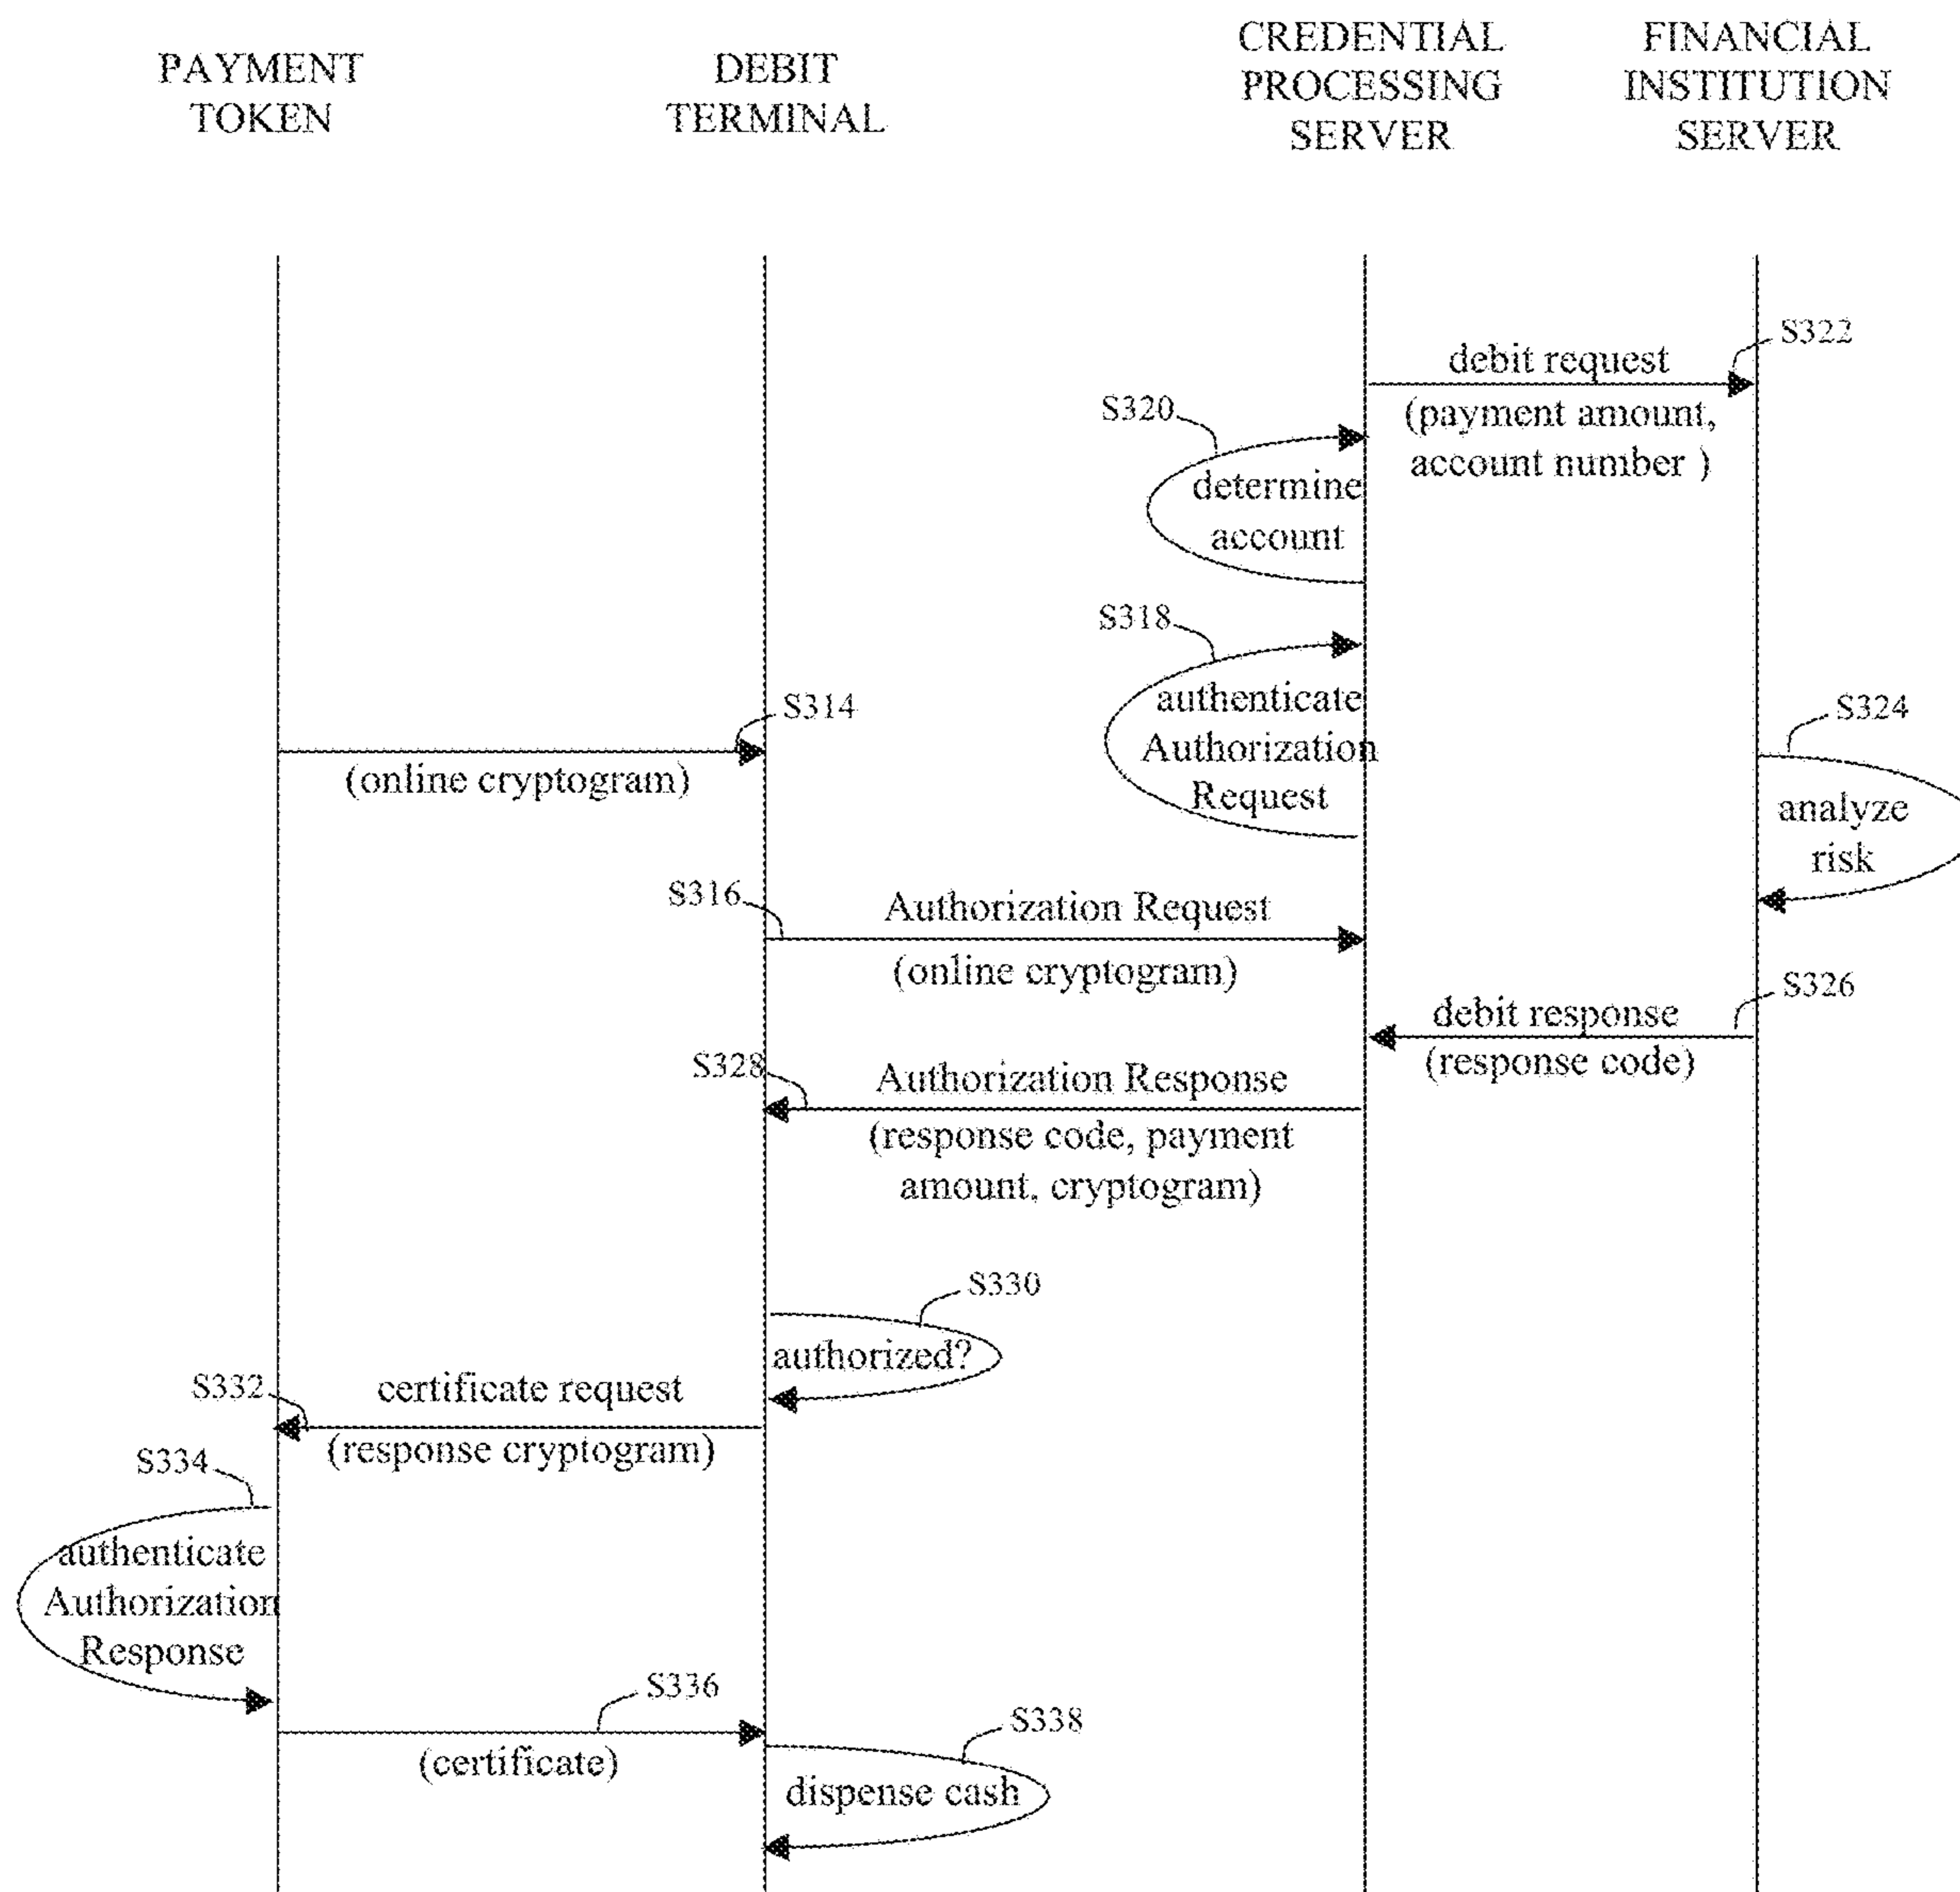 PAYMENT
TOKEN
DEBIT
TERMINAL
CREDENTIAL
PROCESSING
SERVER
FINANCIAL
INSTITUTION
SERVER
S322
debit request
(payment amount,
account number )
S320
determine
account
S318
authenticate
Authorization
Request
S314
(online cryptogram)
S324
analyze
risk
S316
Authorization Request
(online cryptogram)
S326
debit response
(response code)
S328
Authorization Response
(response code, payment
amount, cryptogram)
S330
authorized?
S332
certificate request
(response cryptogram)
S334
authenticate
Authorization
Response
S336
(certificate)
S338
dispense cash